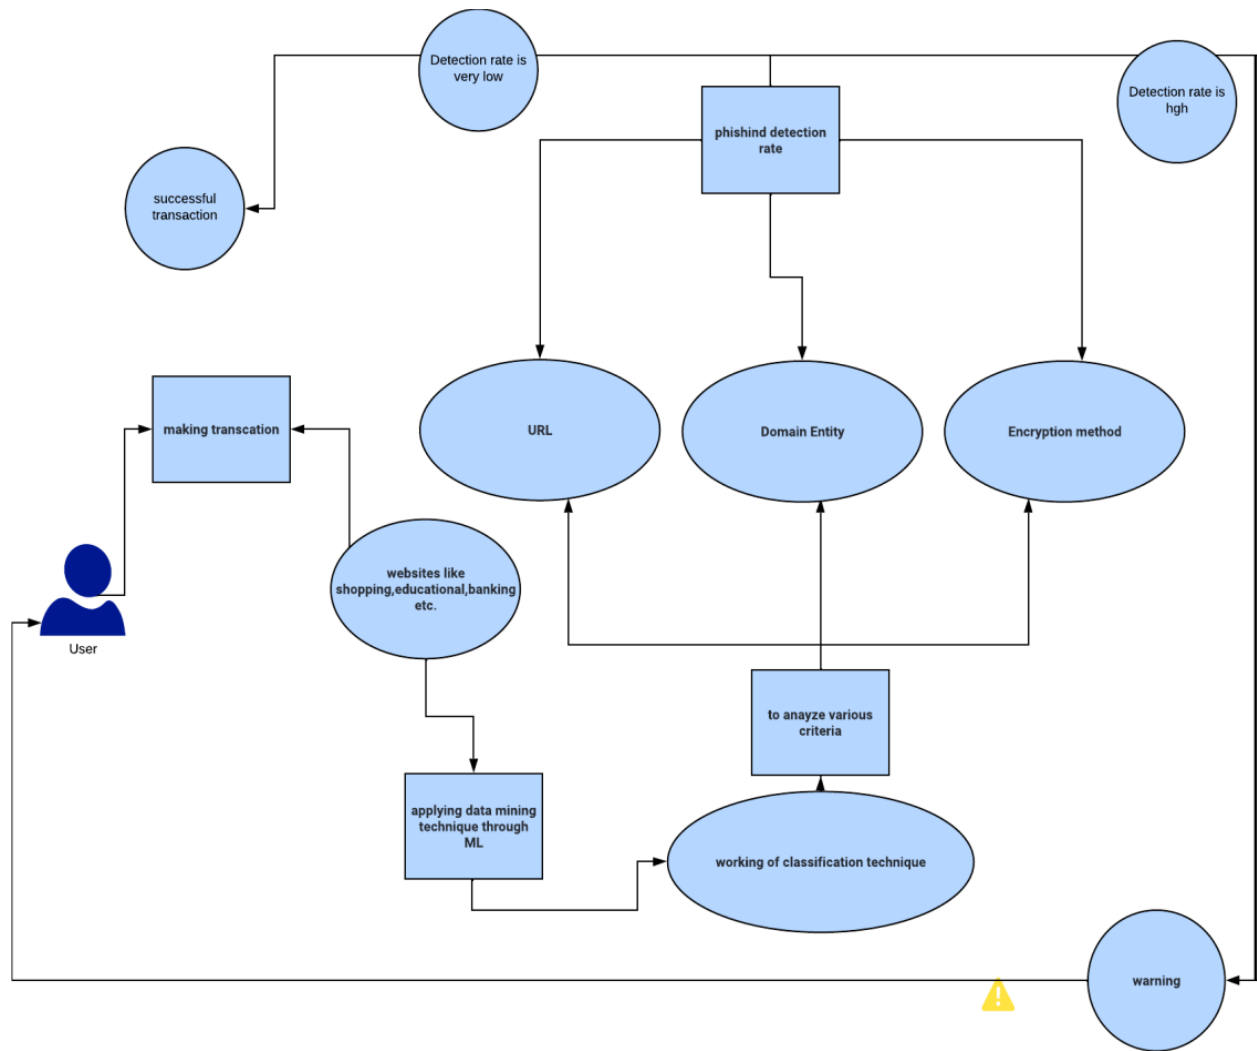 Detection rate is
very low
Detection rate is
hgh
phishind detection
rate
successful
transaction
making transcation
URL
Domain Entity
Encryption method
websites like
shopping,educational,banking
etc.
User
to anayze various
criteria
applying data mining
technique through
ML
working of classification technique
warning